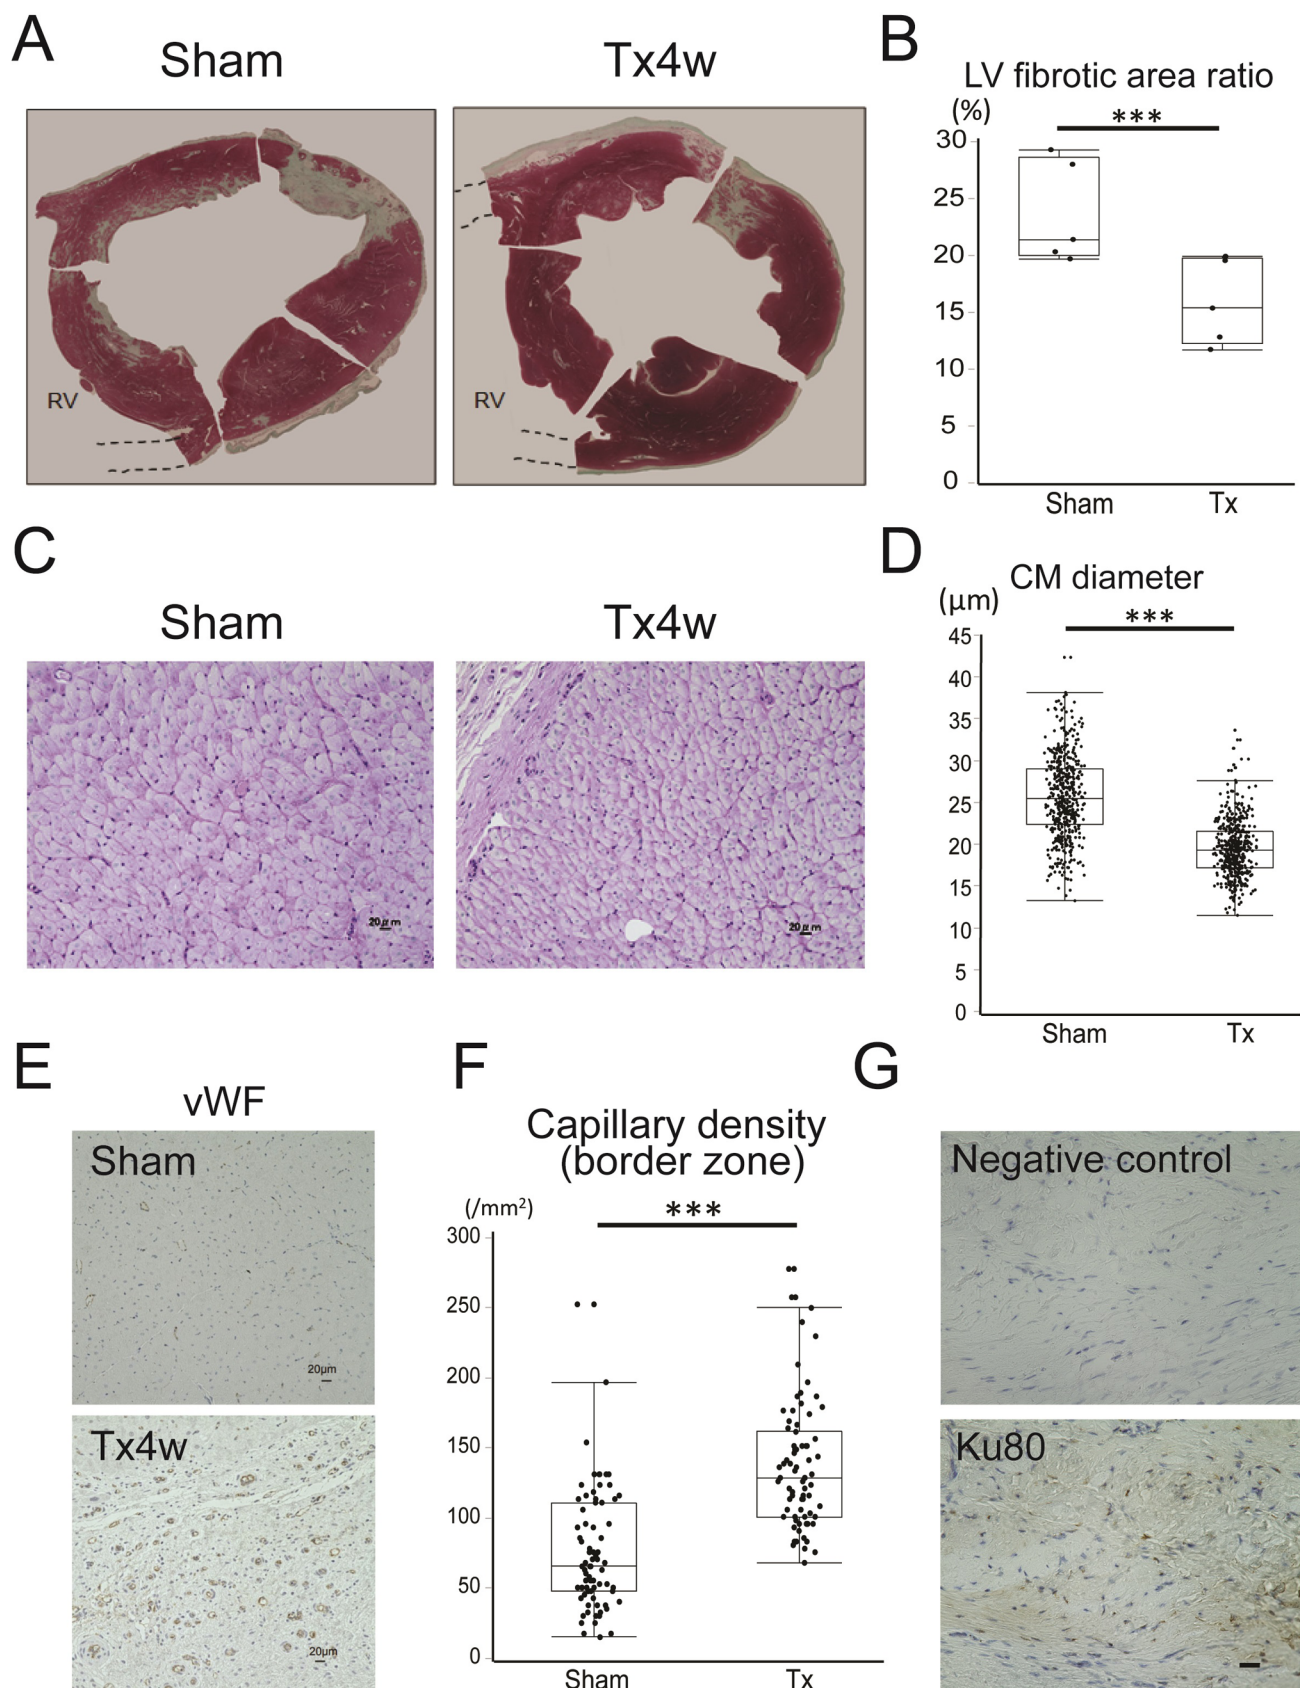 A
Sham
Tx4w
RV
RV
B
LV fibrotic area ratio
(%)
***
30
25
20
15
10
5
0
Sham
Tx
C
Sham
Tx4w
20μm
20μm
D
CM diameter
(μm)
***
45
40
35
30
25
20
15
10
5
0
Sham
Tx
E
vWF
Sham
20μm
Tx4w
20μm
F
Capillary density
(border zone)
(/mm²)
***
300
250
200
150
100
50
0
Sham
Tx
G
Negative control
Ku80